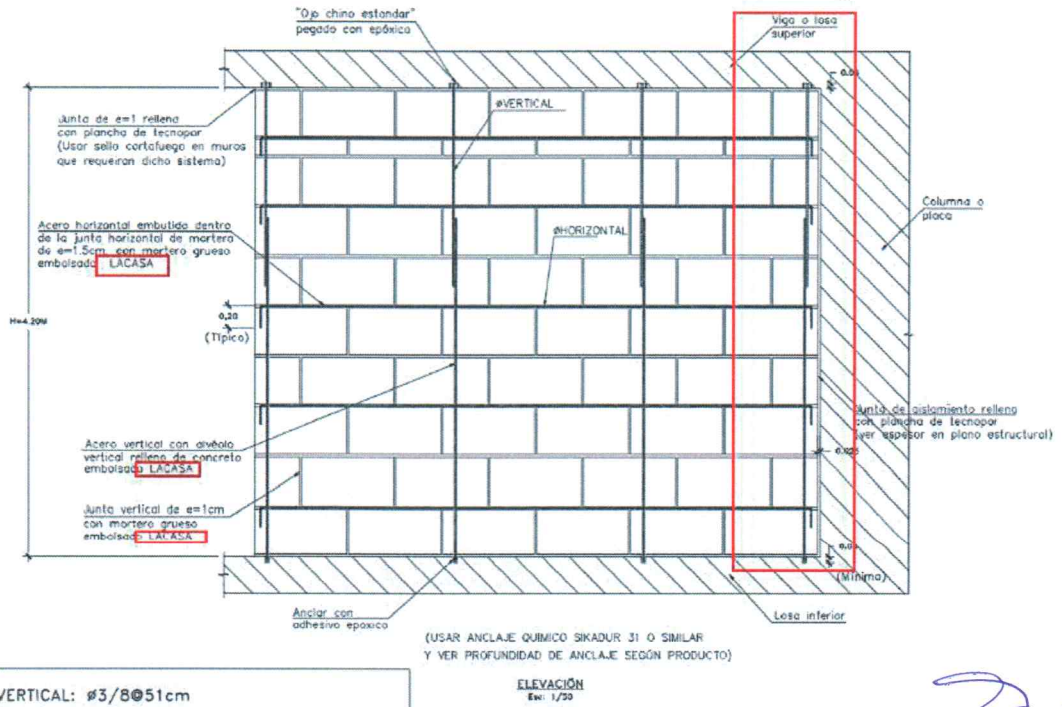 "Ojo chino estandar"
pegado con epóxico
Viga o losa
superior
Junta de e=1 rellena
con plancha de tecnopor
(Usar sello cortafuego en muros
que requieran dicho sistema)
øVERTICAL
Columna o
placa
Acero horizontal embutido dentro
de la junta horizontal de mortero
de e=1.5cm, con mortero grueso
embolsado LACASA
øHORIZONTAL
H=4.20M
0,20
(Típico)
Junta de aislamiento rellena
con plancha de tecnopor
(ver espesor en plano estructural)
Acero vertical con alvéolo
vertical relleno de concreto
embolsado LACASA
0.025
Junta vertical de e=1cm
con mortero grueso
embolsado LACASA
(Mínima)
Anclar con
adhesivo epoxico
Losa inferior
(USAR ANCLAJE QUIMICO SIKADUR 31 O SIMILAR
Y VER PROFUNDIDAD DE ANCLAJE SEGÚN PRODUCTO)
ELEVACIÓN
Esc: 1/50
VERTICAL: ø3/8@51cm